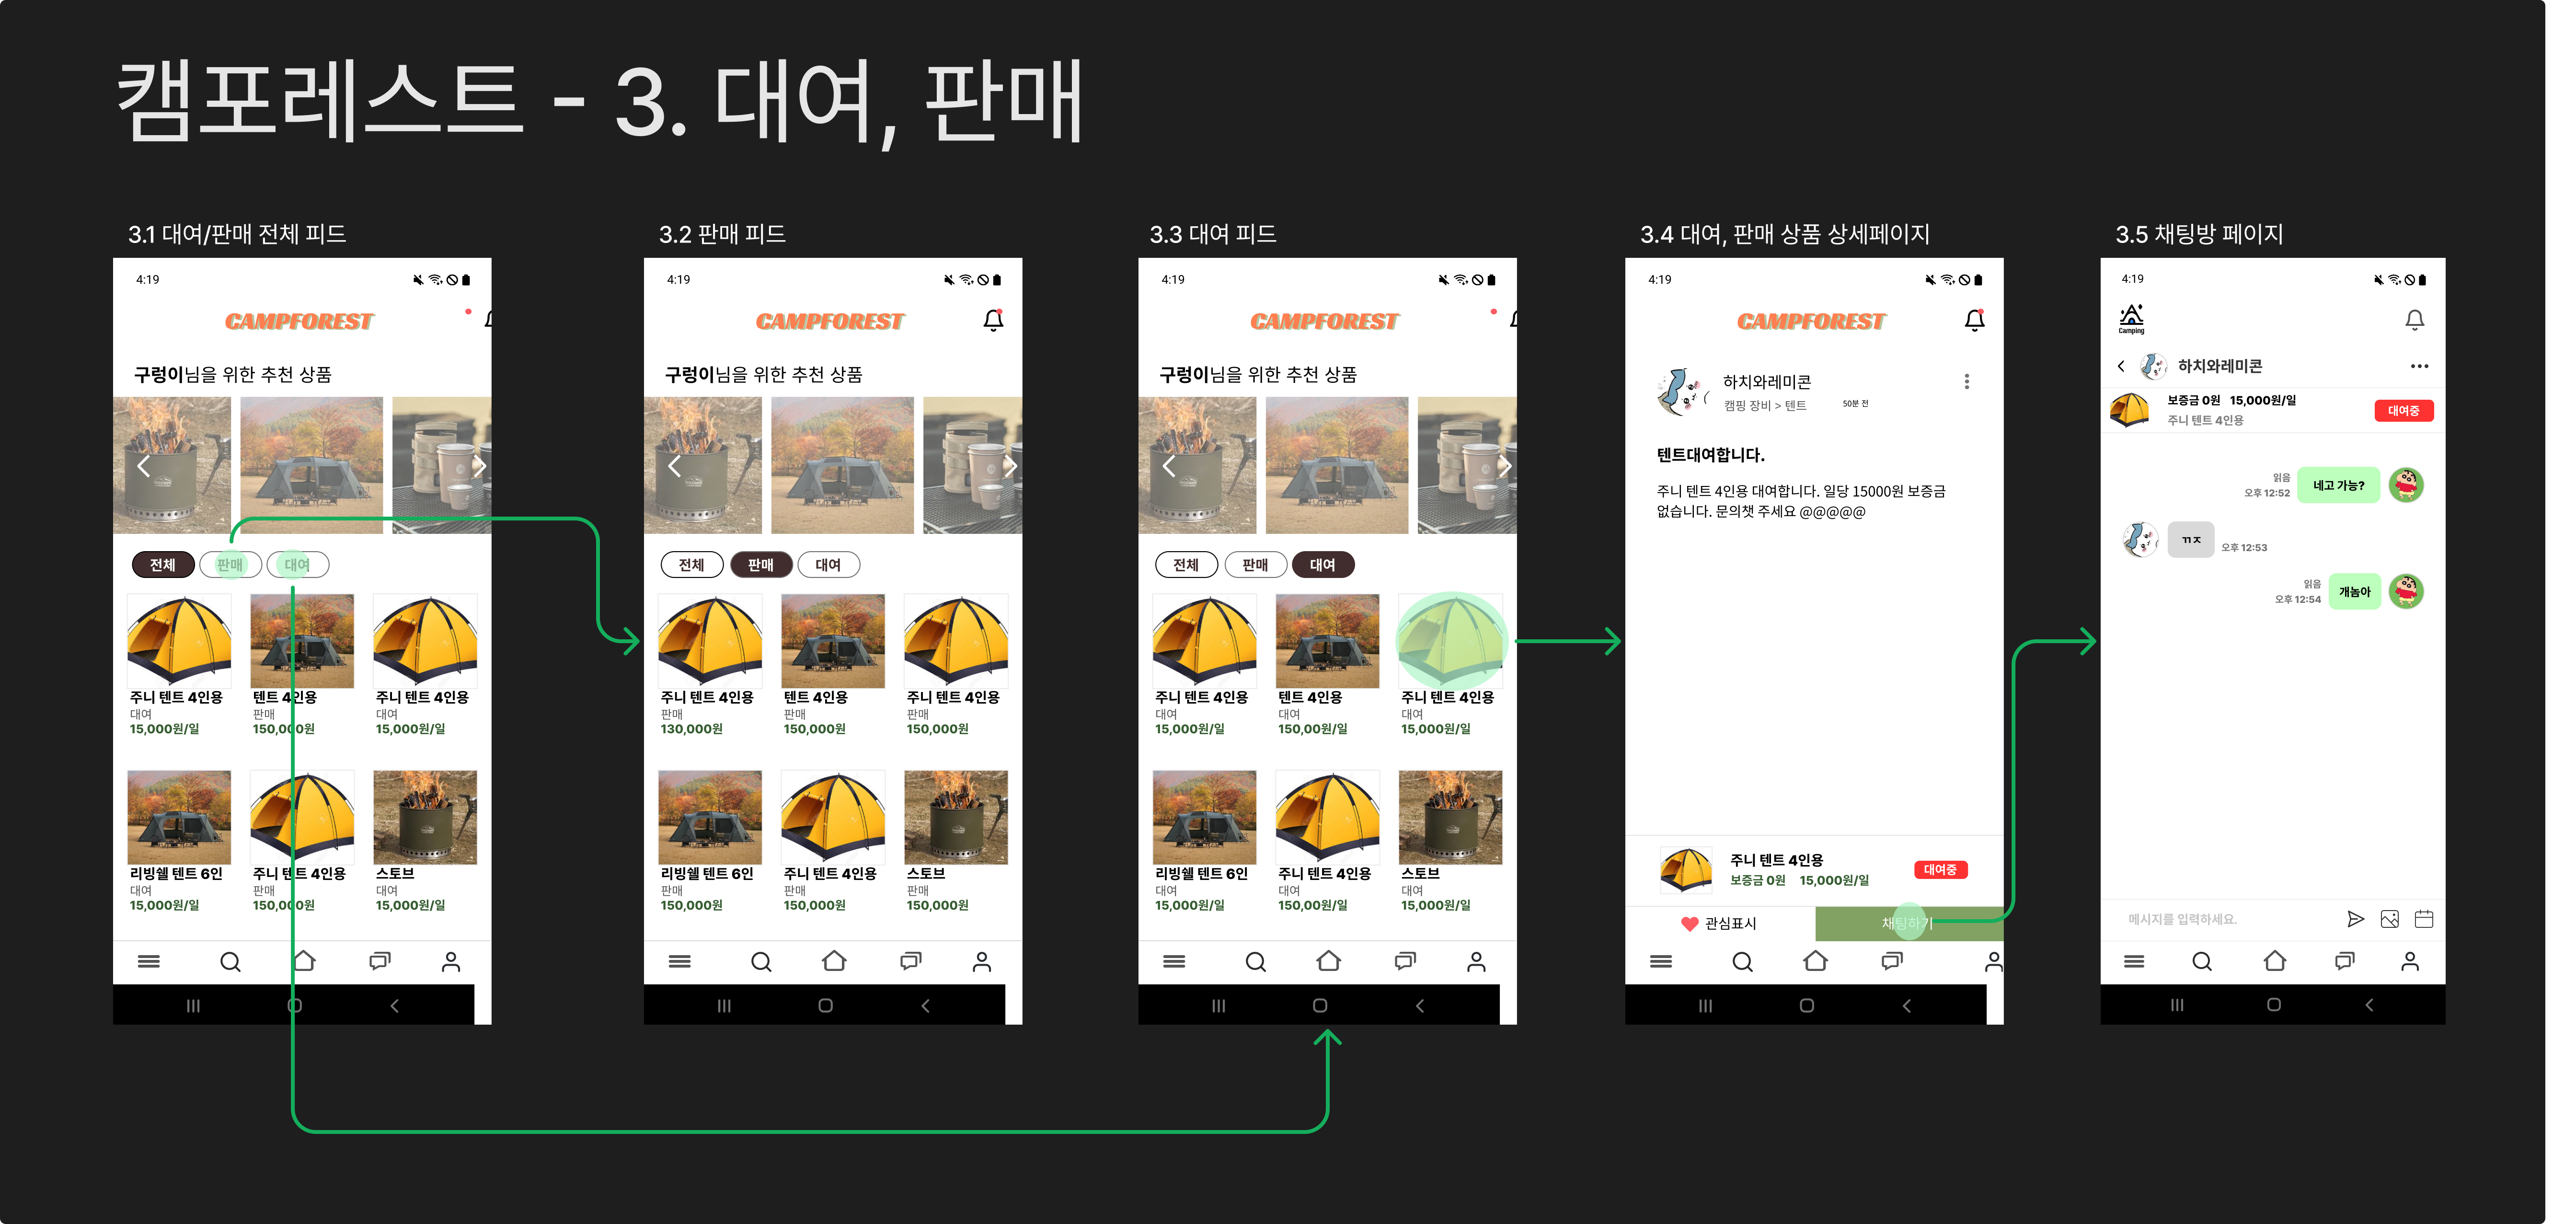 캠포레스트 - 3. 대여, 판매
3.1 대여/판매 전체 피드
4:19
CAMPFOREST
구렁이님을 위한 추천 상품
전체 판매 대여
주니 텐트 4인용 텐트 4인용 주니 텐트 4인용
대여 판매 대여
15,000원/일 150,000원 15,000원/일
리빙쉘 텐트 6인 주니 텐트 4인용 스토브
대여 판매 대여
15,000원/일 150,000원 15,000원/일
3.2 판매 피드
4:19
CAMPFOREST
구렁이님을 위한 추천 상품
전체 판매 대여
주니 텐트 4인용 텐트 4인용 주니 텐트 4인용
판매 판매 판매
130,000원 150,000원 150,000원
리빙쉘 텐트 6인 주니 텐트 4인용 스토브
판매 판매 판매
150,000원 150,000원 150,000원
3.3 대여 피드
4:19
CAMPFOREST
구렁이님을 위한 추천 상품
전체 판매 대여
주니 텐트 4인용 텐트 4인용 주니 텐트 4인용
대여 대여 대여
15,000원/일 150,00원/일 15,000원/일
리빙쉘 텐트 6인 주니 텐트 4인용 스토브
대여 대여 대여
15,000원/일 150,00원/일 15,000원/일
3.4 대여, 판매 상품 상세페이지
4:19
CAMPFOREST
하치와레미콘
캠핑 장비 > 텐트 50분 전
텐트대여합니다.
주니 텐트 4인용 대여합니다. 일당 15000원 보증금
없습니다. 문의챗 주세요 @@@@@
주니 텐트 4인용
보증금 0원 15,000원/일
대여중
관심표시 채팅하기
3.5 채팅방 페이지
4:19
Camping
하치와레미콘
보증금 0원 15,000원/일
주니 텐트 4인용
대여중
읽음
오후 12:52
네고 가능?
ㄲㅈ
오후 12:53
읽음
오후 12:54
개놈아
메시지를 입력하세요.